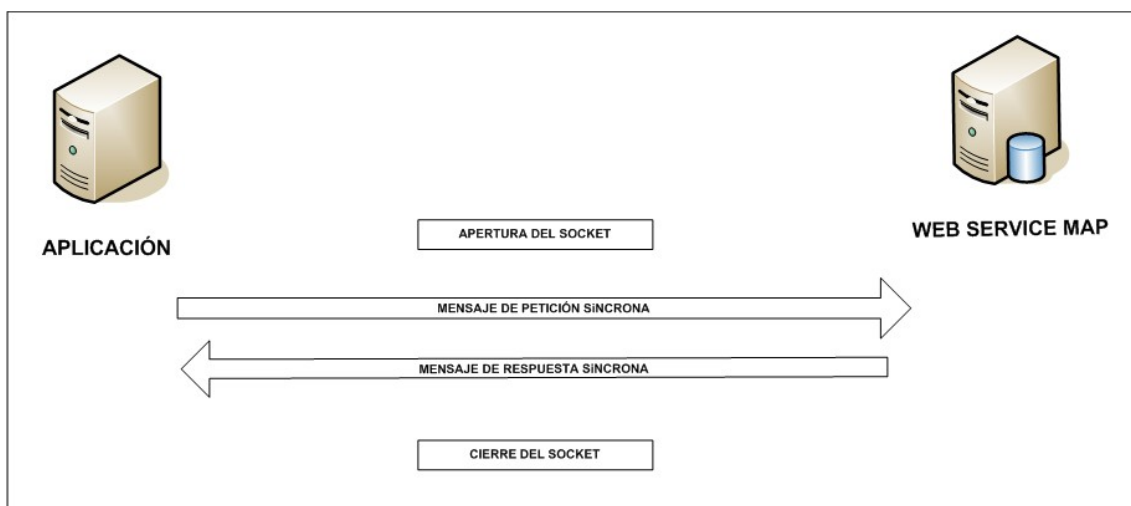 APLICACIÓN
WEB SERVICE MAP
APERTURA DEL SOCKET
MENSAJE DE PETICIÓN SíNCRONA
MENSAJE DE RESPUESTA SíNCRONA
CIERRE DEL SOCKET